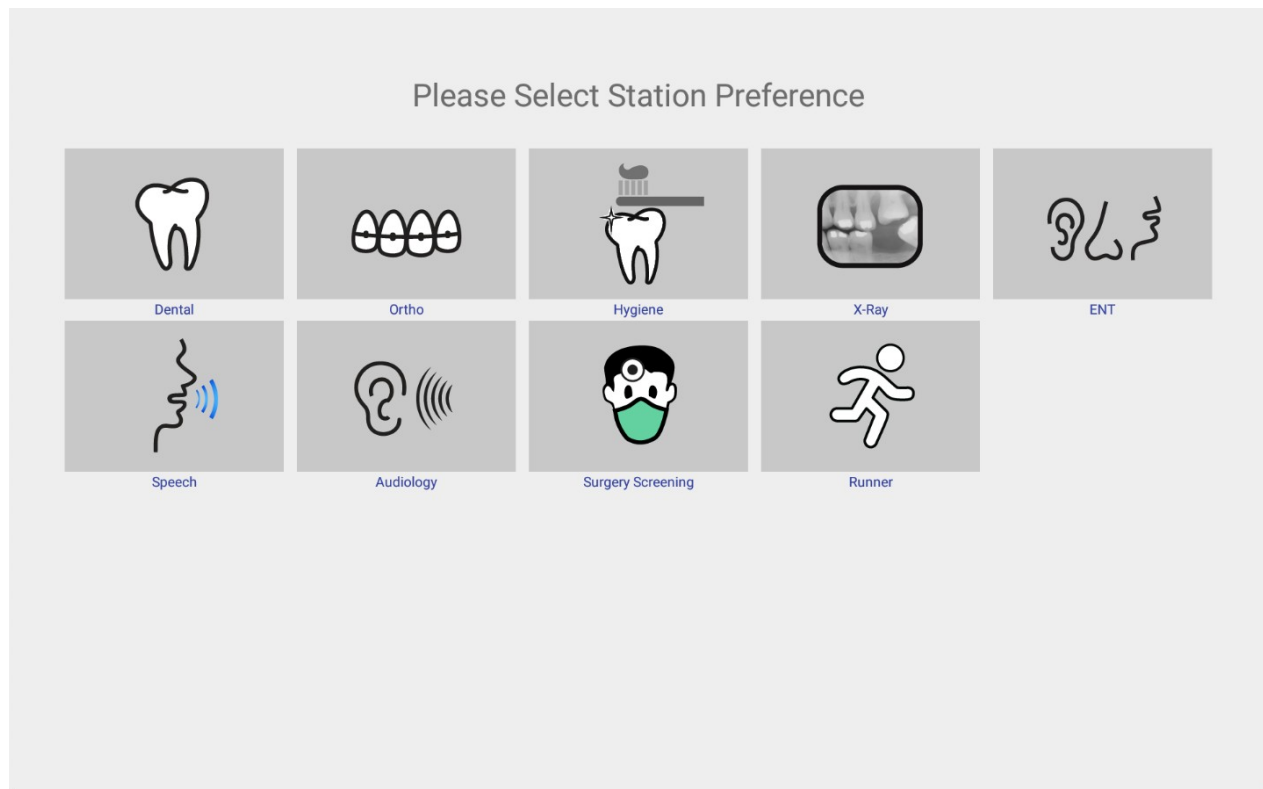 Please Select Station Preference
Dental
Ortho
Hygiene
X-Ray
ENT
Speech
Audiology
Surgery Screening
Runner